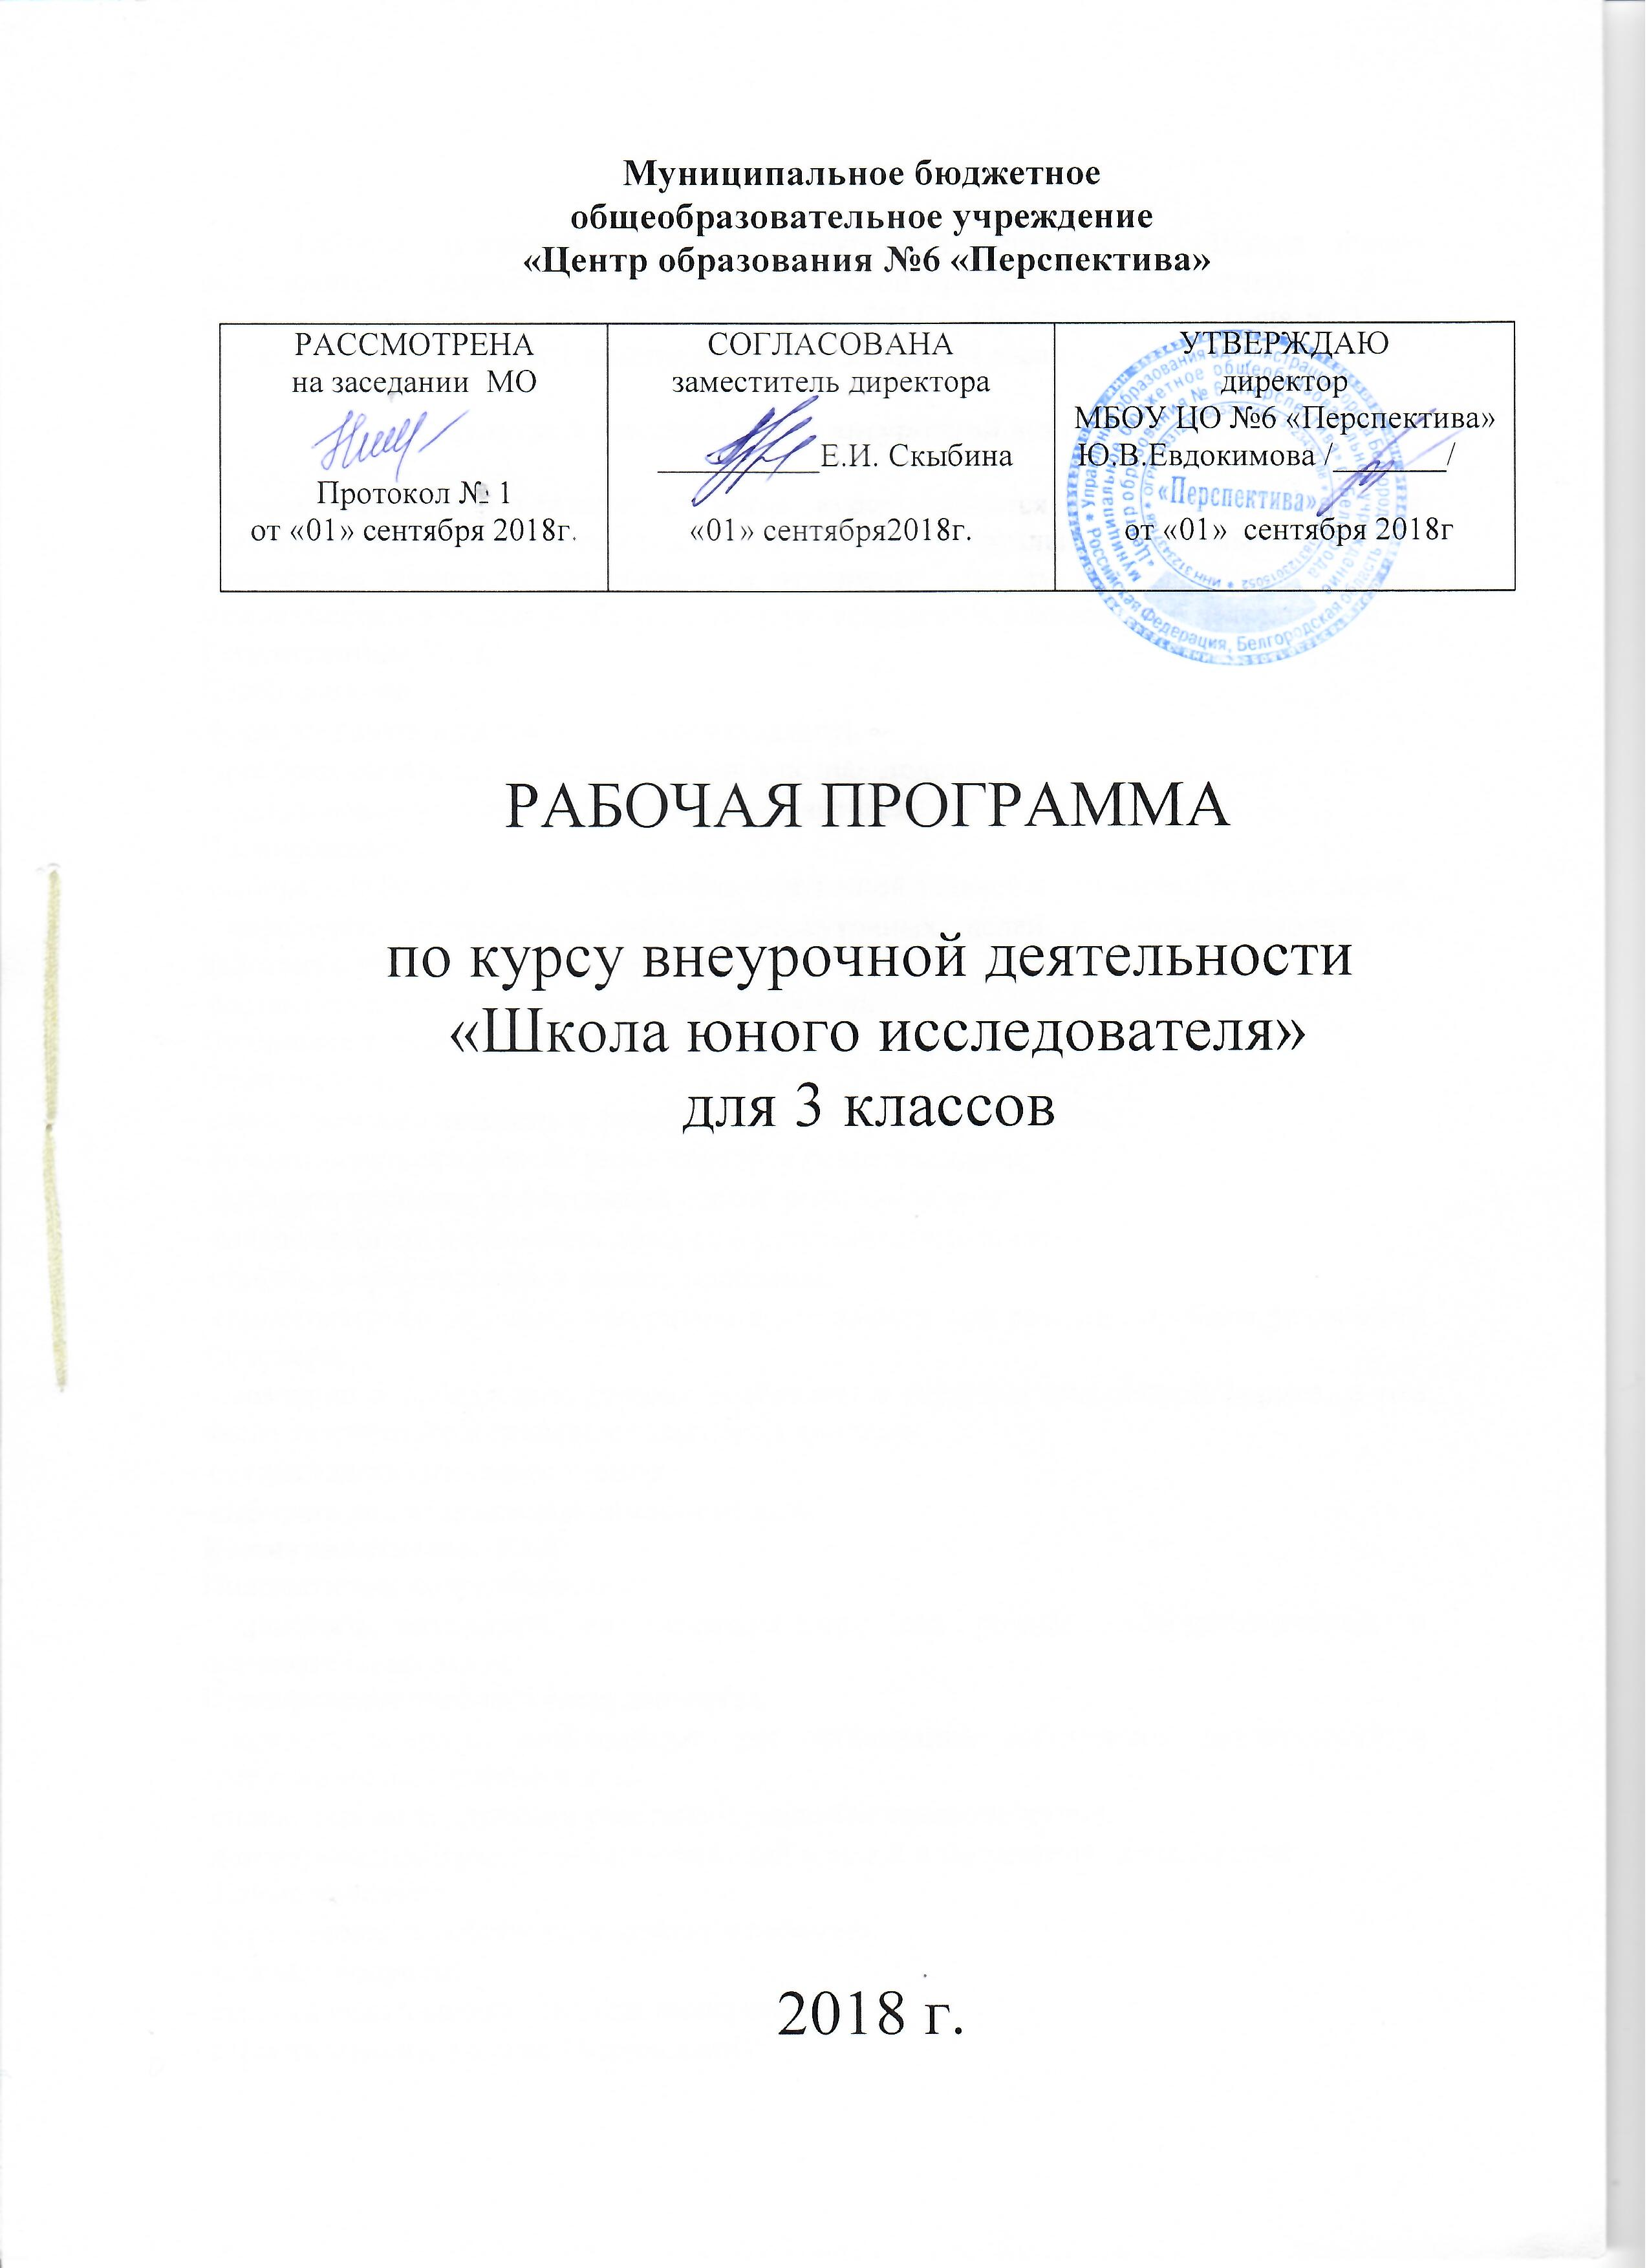 Муниципальное бюджетное
общеобразовательное учреждение
«Центр образования №6 «Перспектива»
РАССМОТРЕНА
на заседании МО
Протокол № 1
от «01» сентября 2018г.
СОГЛАСОВАНА
заместитель директора
____________Е.И. Скыбина
«01» сентября2018г.
УТВЕРЖДАЮ
директор
МБОУ ЦО №6 «Перспектива»
Ю.В.Евдокимова /________/
от «01» сентября 2018г
«Перспектива»
Российская Федерация, Белгородская
РАБОЧАЯ ПРОГРАММА
по курсу внеурочной деятельности
«Школа юного исследователя»
для 3 классов
2018 г.